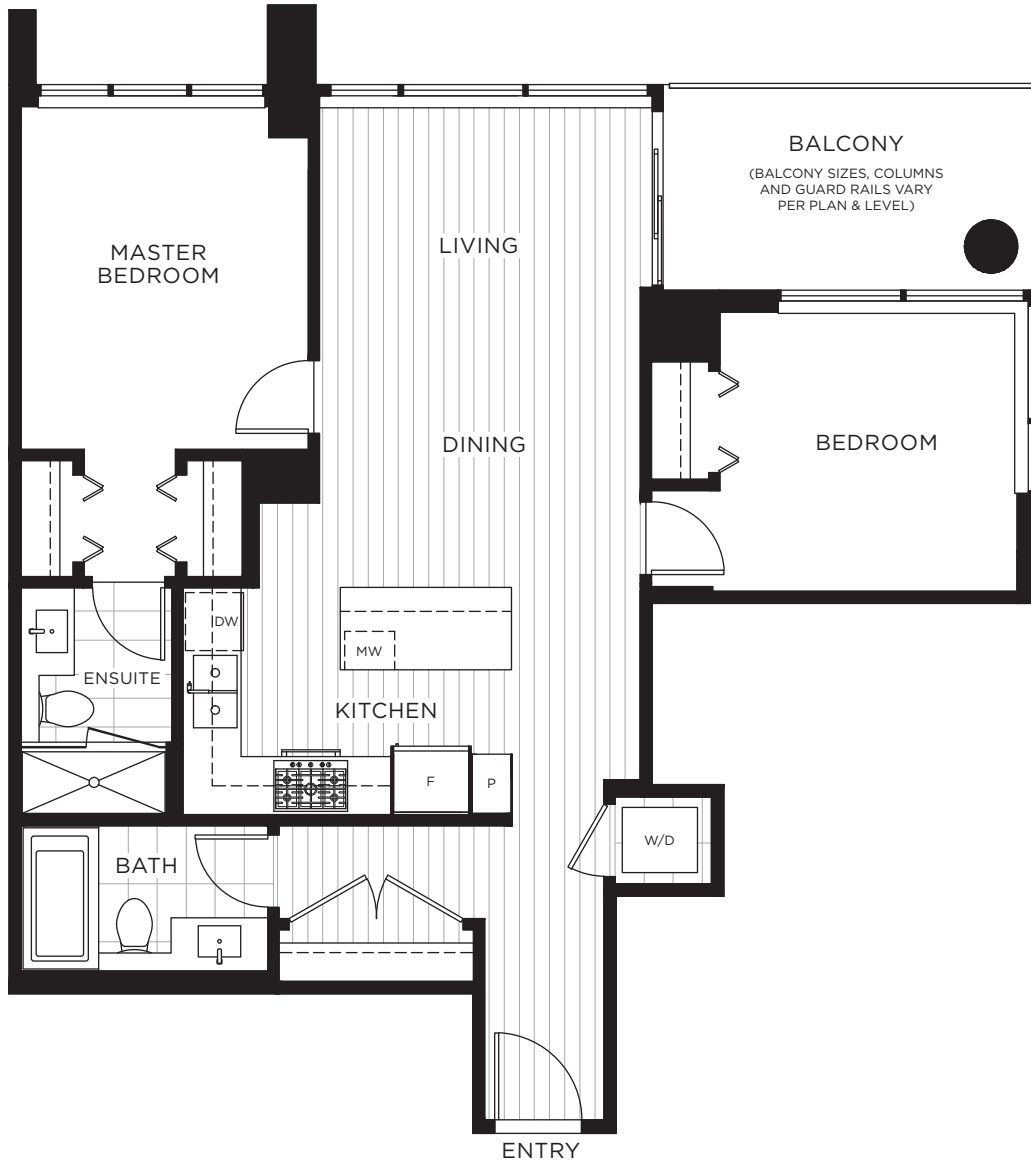 BALCONY
(BALCONY SIZES, COLUMNS
AND GUARD RAILS VARY
PER PLAN & LEVEL)
MASTER
BEDROOM
LIVING
DINING
BEDROOM
DW
MW
ENSUITE
KITCHEN
F
P
W/D
BATH
ENTRY